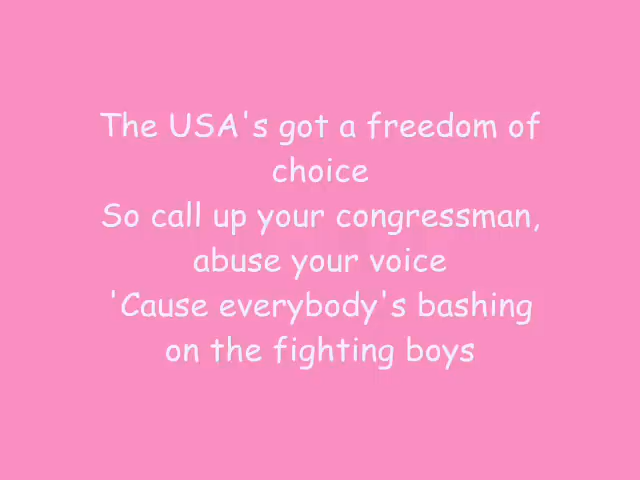 The USA's got a freedom of
choice
So call up your congressman,
abuse your voice
'Cause everybody's bashing
on the fighting boys